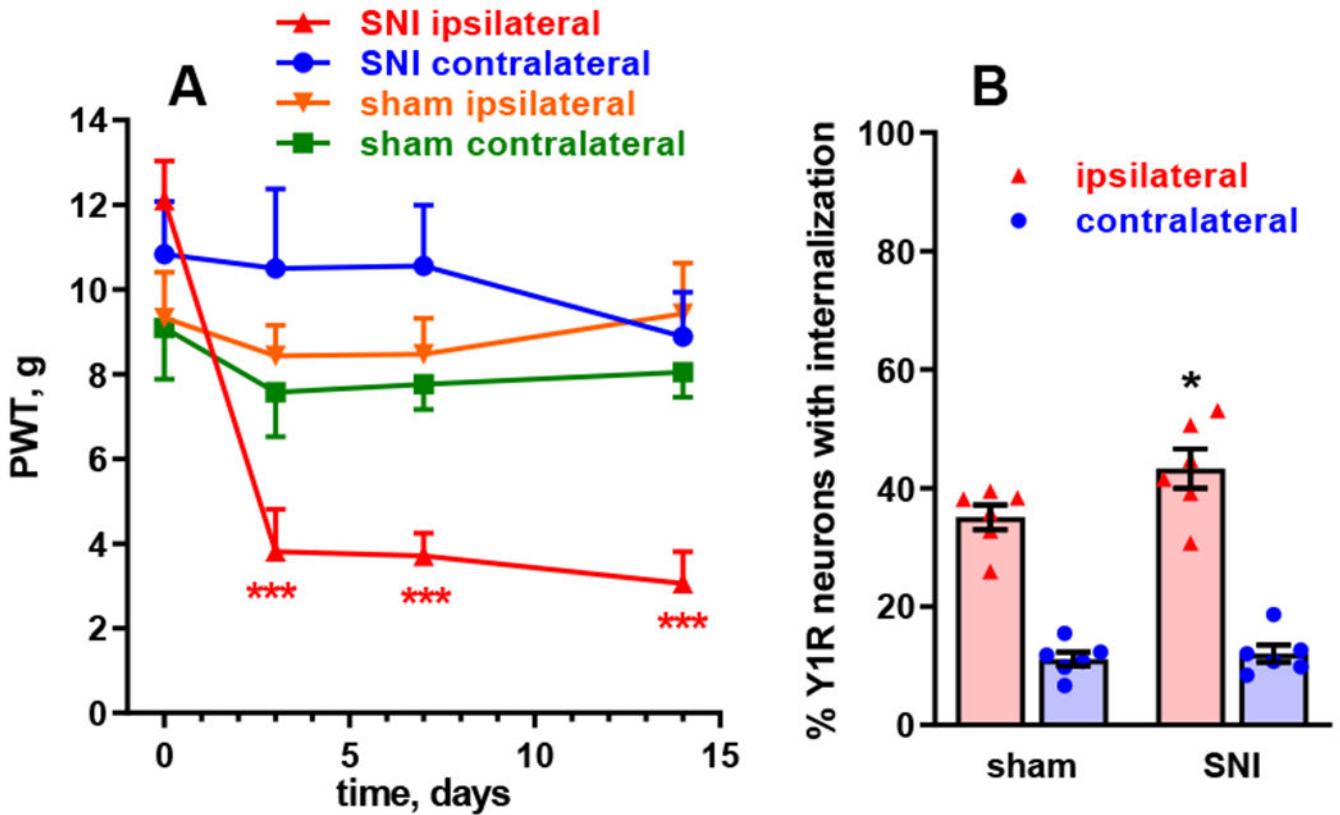 A
SNI ipsilateral
SNI contralateral
sham ipsilateral
sham contralateral
PWT, g
14
12
10
8
6
4
2
0
***
***
***
0
5
10
15
time, days
B
% Y1R neurons with internalization
100
80
60
40
20
0
ipsilateral
contralateral
*
sham
SNI